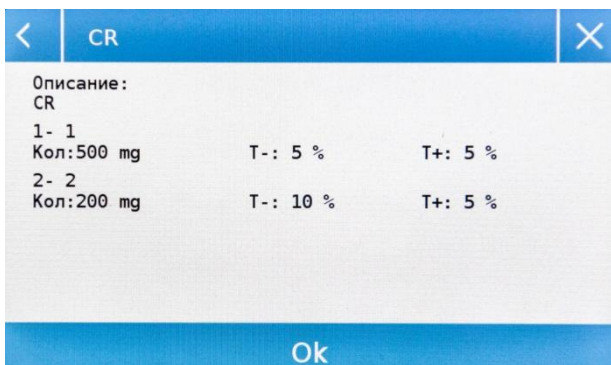 CR
Описание:
CR
1- 1
Кол:500 mg T-: 5 % T+: 5 %
2- 2
Кол:200 mg T-: 10 % T+: 5 %
Ok